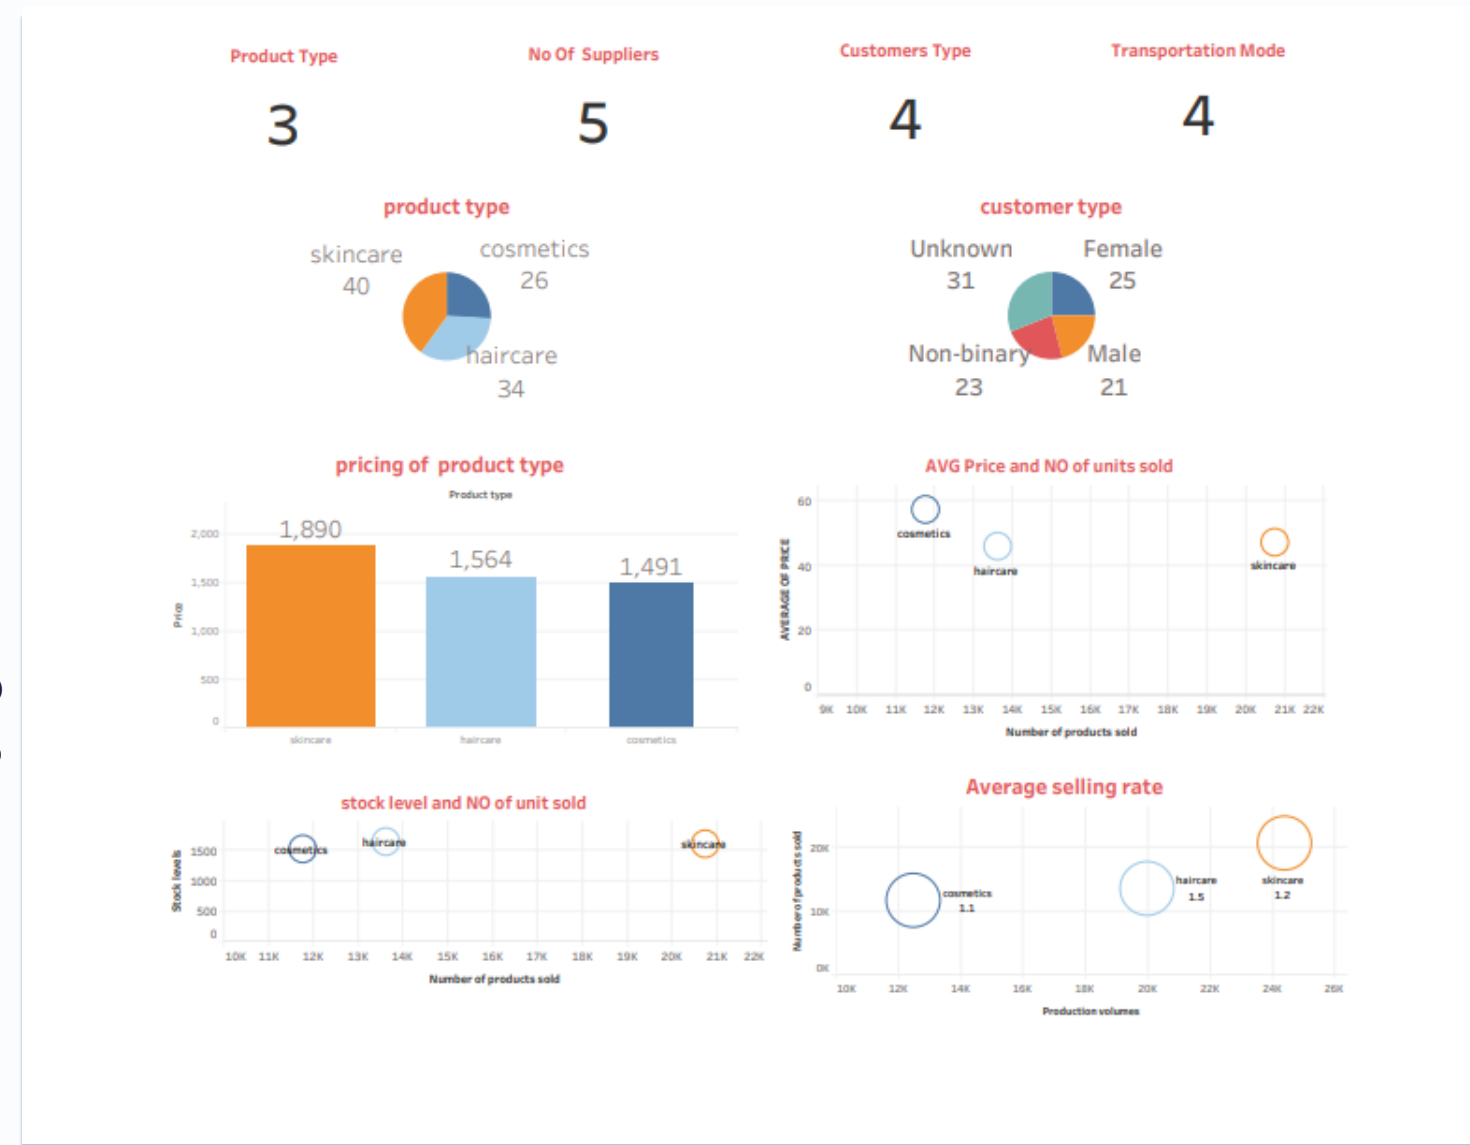 Product Type
No Of Suppliers
Customers Type
Transportation Mode
3
5
4
4
product type
skincare
40
cosmetics
26
haircare
34
customer type
Unknown
31
Female
25
Non-binary
23
Male
21
pricing of product type
Product type
Price
2,000
1,500
1,000
500
0
1,890
1,564
1,491
skincare
haircare
cosmetics
AVG Price and NO of units sold
AVERAGE OF PRICE
60
40
20
0
cosmetics
haircare
skincare
9K 10K 11K 12K 13K 14K 15K 16K 17K 18K 19K 20K 21K 22K
Number of products sold
stock level and NO of unit sold
Stock levels
1500
1000
500
0
cosmetics
haircare
skincare
10K 11K 12K 13K 14K 15K 16K 17K 18K 19K 20K 21K 22K
Number of products sold
Average selling rate
Number of products sold
20K
10K
0K
cosmetics
1.1
haircare
1.5
skincare
1.2
10K 12K 14K 16K 18K 20K 22K 24K 26K
Production volumes